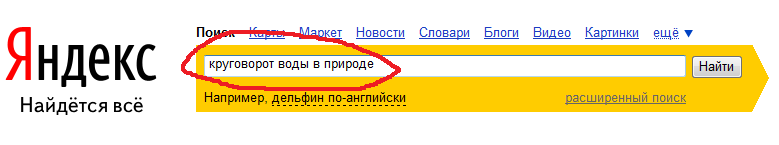 Яндекс
Найдётся всё
Поиск Карты Маркет Новости Словари Блоги Видео Картинки ещё ▼
круговорот воды в природе Найти
Например, дельфин по-английски расширенный поиск